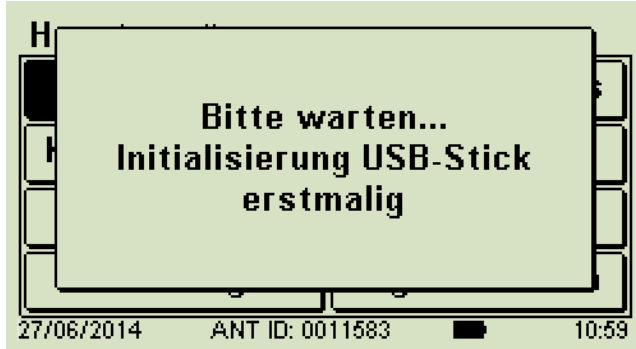 H
Bitte warten...
Initialisierung USB-Stick
erstmalig
27/06/2014 ANT ID: 0011583 10:59